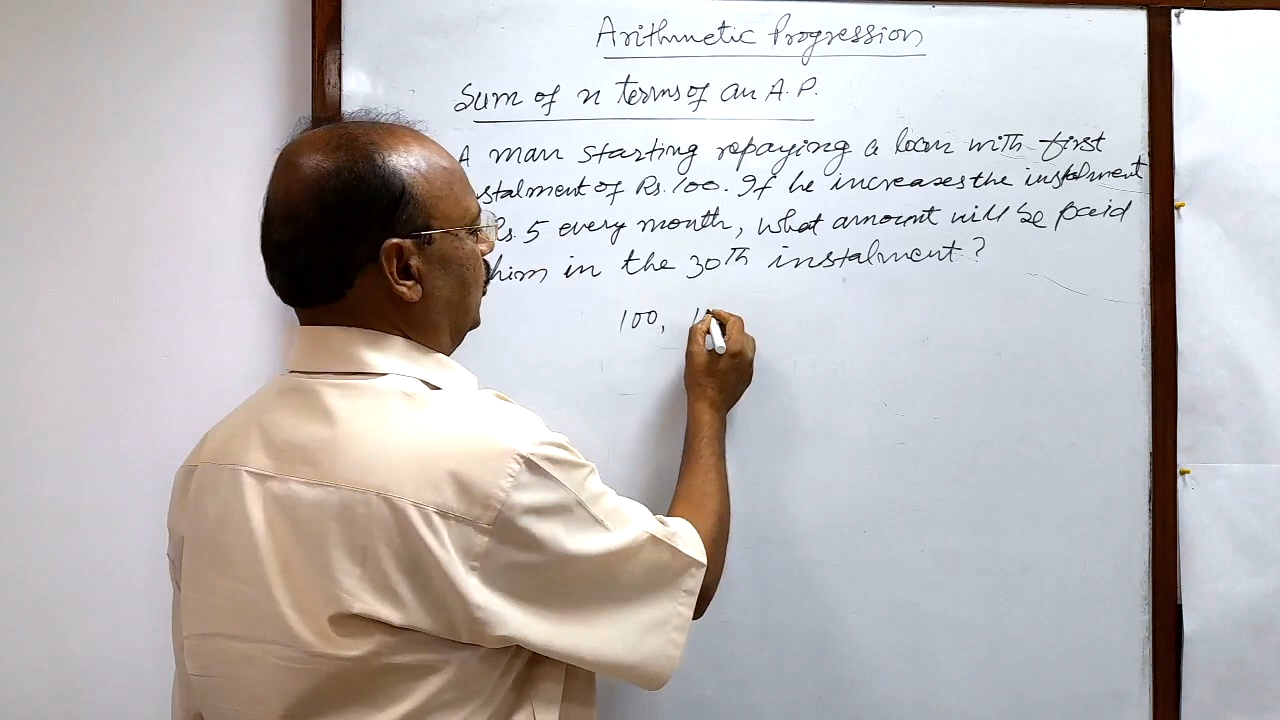 Arithmetic Progression
Sum of n terms of an A.P.
A man starting repaying a loan with first
stalment of Rs. 100. If he increases the instalment
Rs. 5 every month, what amount will be paid
him in the 30th instalment?
100, 1